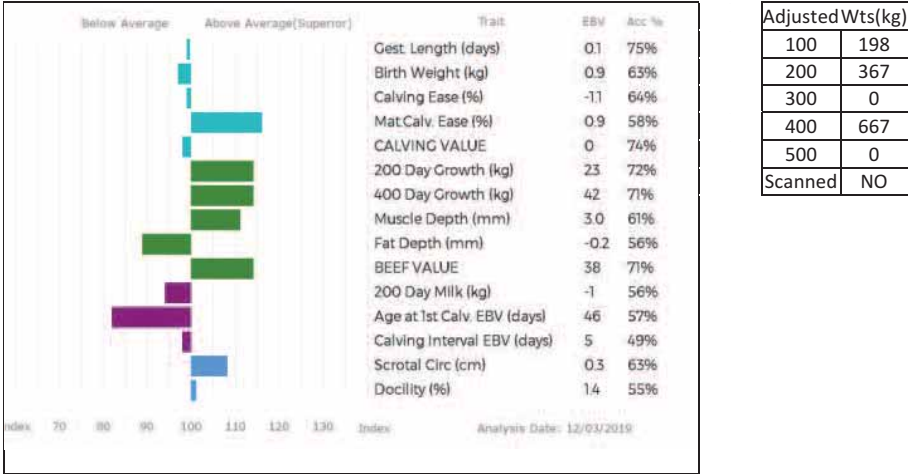 Below Average Above Average(Superior) Trait EBV Acc %
Gest. Length (days) 0.1 75%
Birth Weight (kg) 0.9 63%
Calving Ease (%) -1.1 64%
Mat.Calv. Ease (%) 0.9 58%
CALVING VALUE 0 74%
200 Day Growth (kg) 23 72%
400 Day Growth (kg) 42 71%
Muscle Depth (mm) 3.0 61%
Fat Depth (mm) -0.2 56%
BEEF VALUE 38 71%
200 Day Milk (kg) -1 56%
Age at 1st Calv. EBV (days) 46 57%
Calving Interval EBV (days) 5 49%
Scrotal Circ (cm) 0.3 63%
Docility (%) 1.4 55%
ndex 70 80 90 100 110 120 130 Index Analysis Date: 12/03/2019
Adjusted Wts(kg)
100 198
200 367
300 0
400 667
500 0
Scanned NO